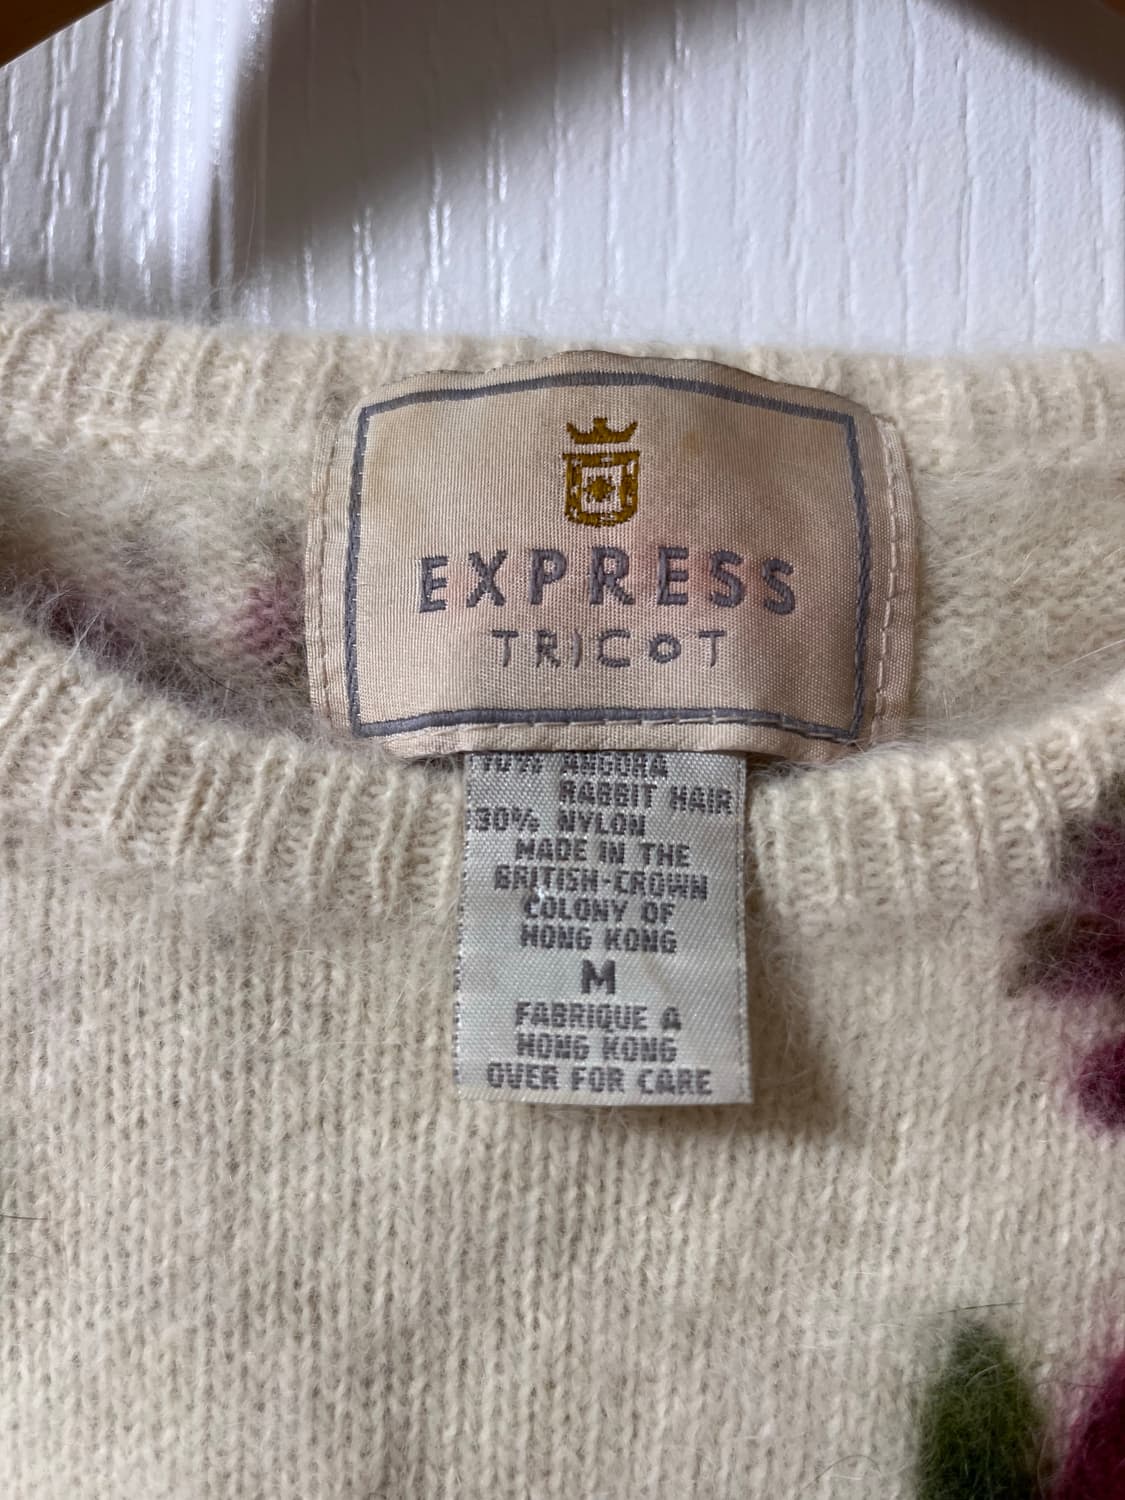 EXPRESS
TRICOT
ANGORA
RABBIT HAIR
30% NYLON
MADE IN THE
BRITISH-CROWN
COLONY OF
HONG KONG
M
FABRIQUE A
HONG KONG
OVER FOR CARE